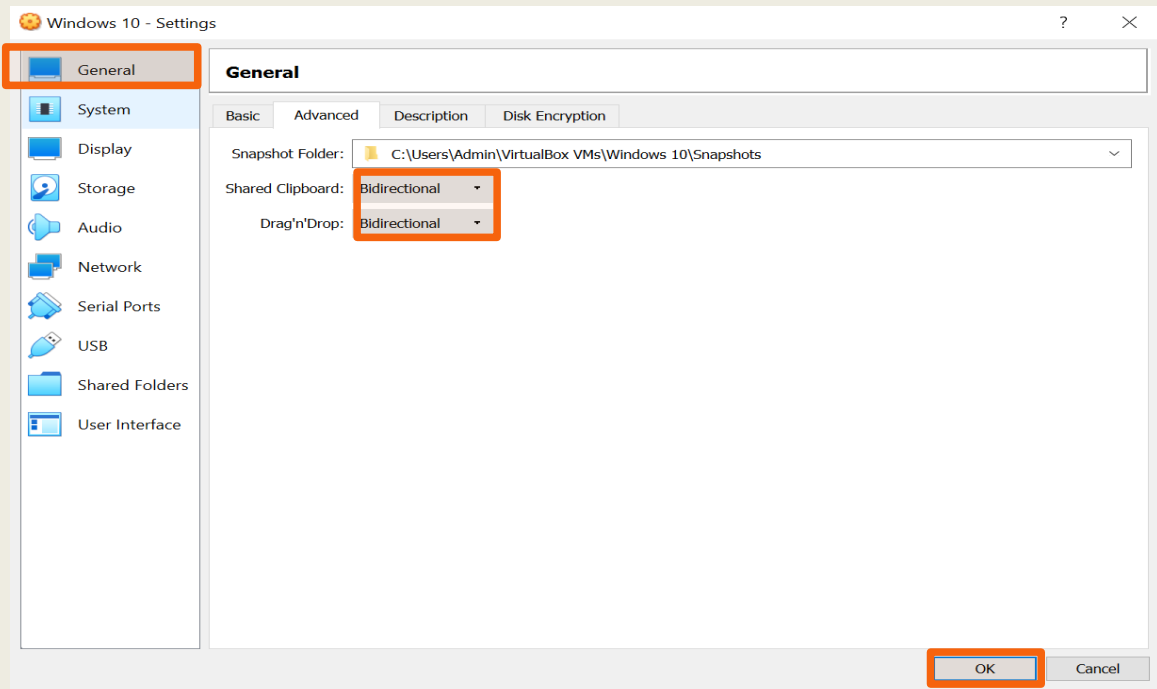 Windows 10 - Settings
?
General
System
Display
Storage
Audio
Network
Serial Ports
USB
Shared Folders
User Interface
General
Basic
Advanced
Description
Disk Encryption
Snapshot Folder: C:\Users\Admin\VirtualBox VMs\Windows 10\Snapshots
Shared Clipboard: Bidirectional
Drag'n'Drop: Bidirectional
OK
Cancel